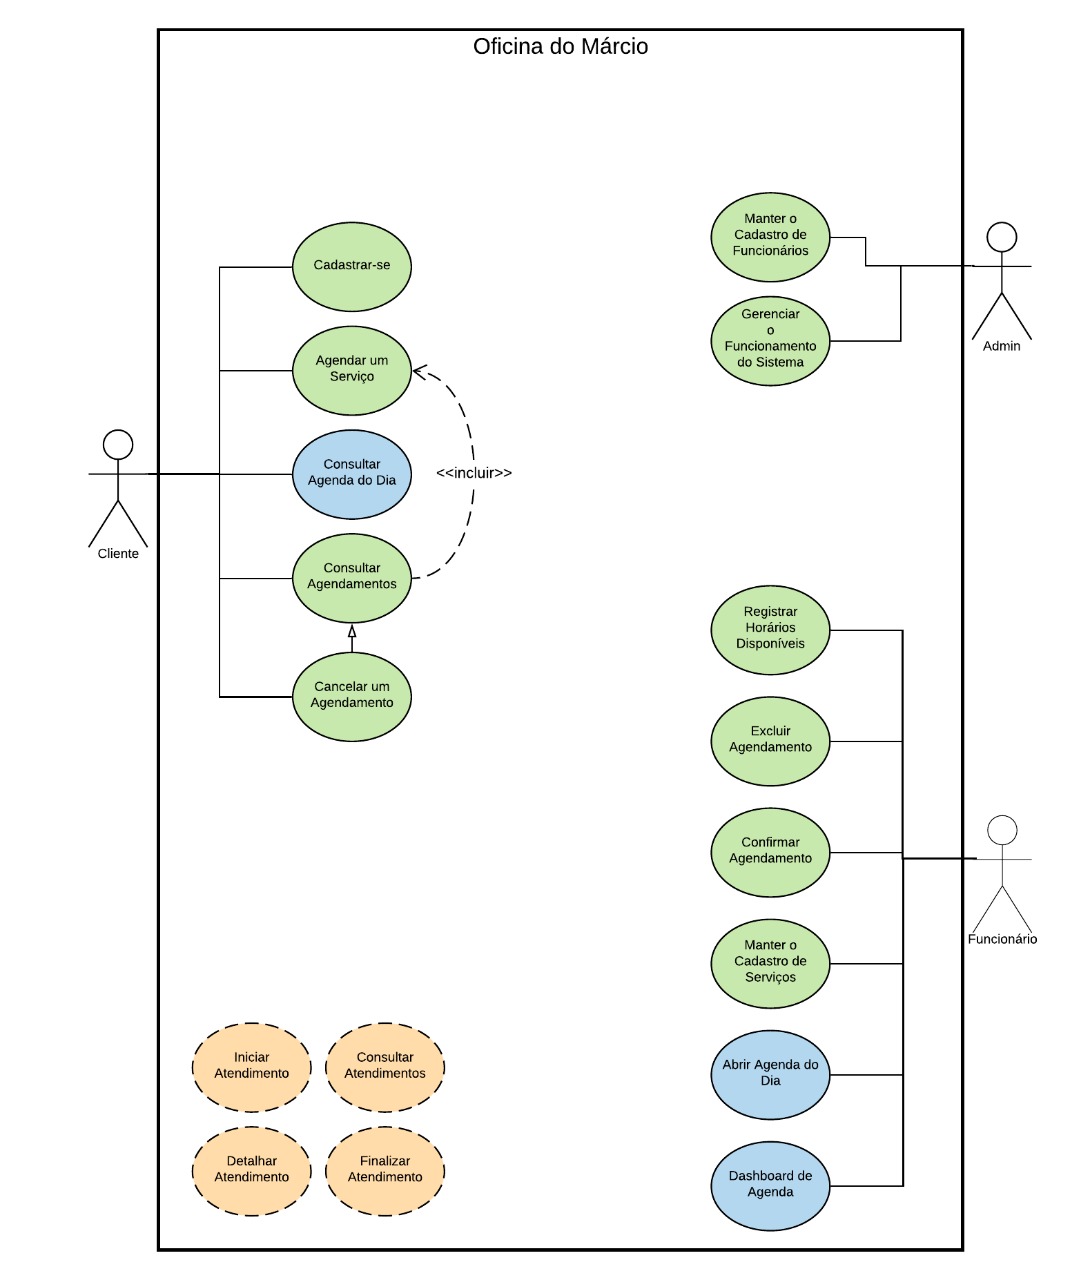 Oficina do Márcio
Cadastrar-se
Agendar um
Serviço
Consultar
Agenda do Dia
<<incluir>>
Consultar
Agendamentos
Cancelar um
Agendamento
Cliente
Manter o
Cadastro de
Funcionários
Gerenciar
o
Funcionamento
do Sistema
Admin
Registrar
Horários
Disponíveis
Excluir
Agendamento
Confirmar
Agendamento
Manter o
Cadastro de
Serviços
Abrir Agenda do
Dia
Dashboard de
Agenda
Funcionário
Iniciar
Atendimento
Consultar
Atendimentos
Detalhar
Atendimento
Finalizar
Atendimento